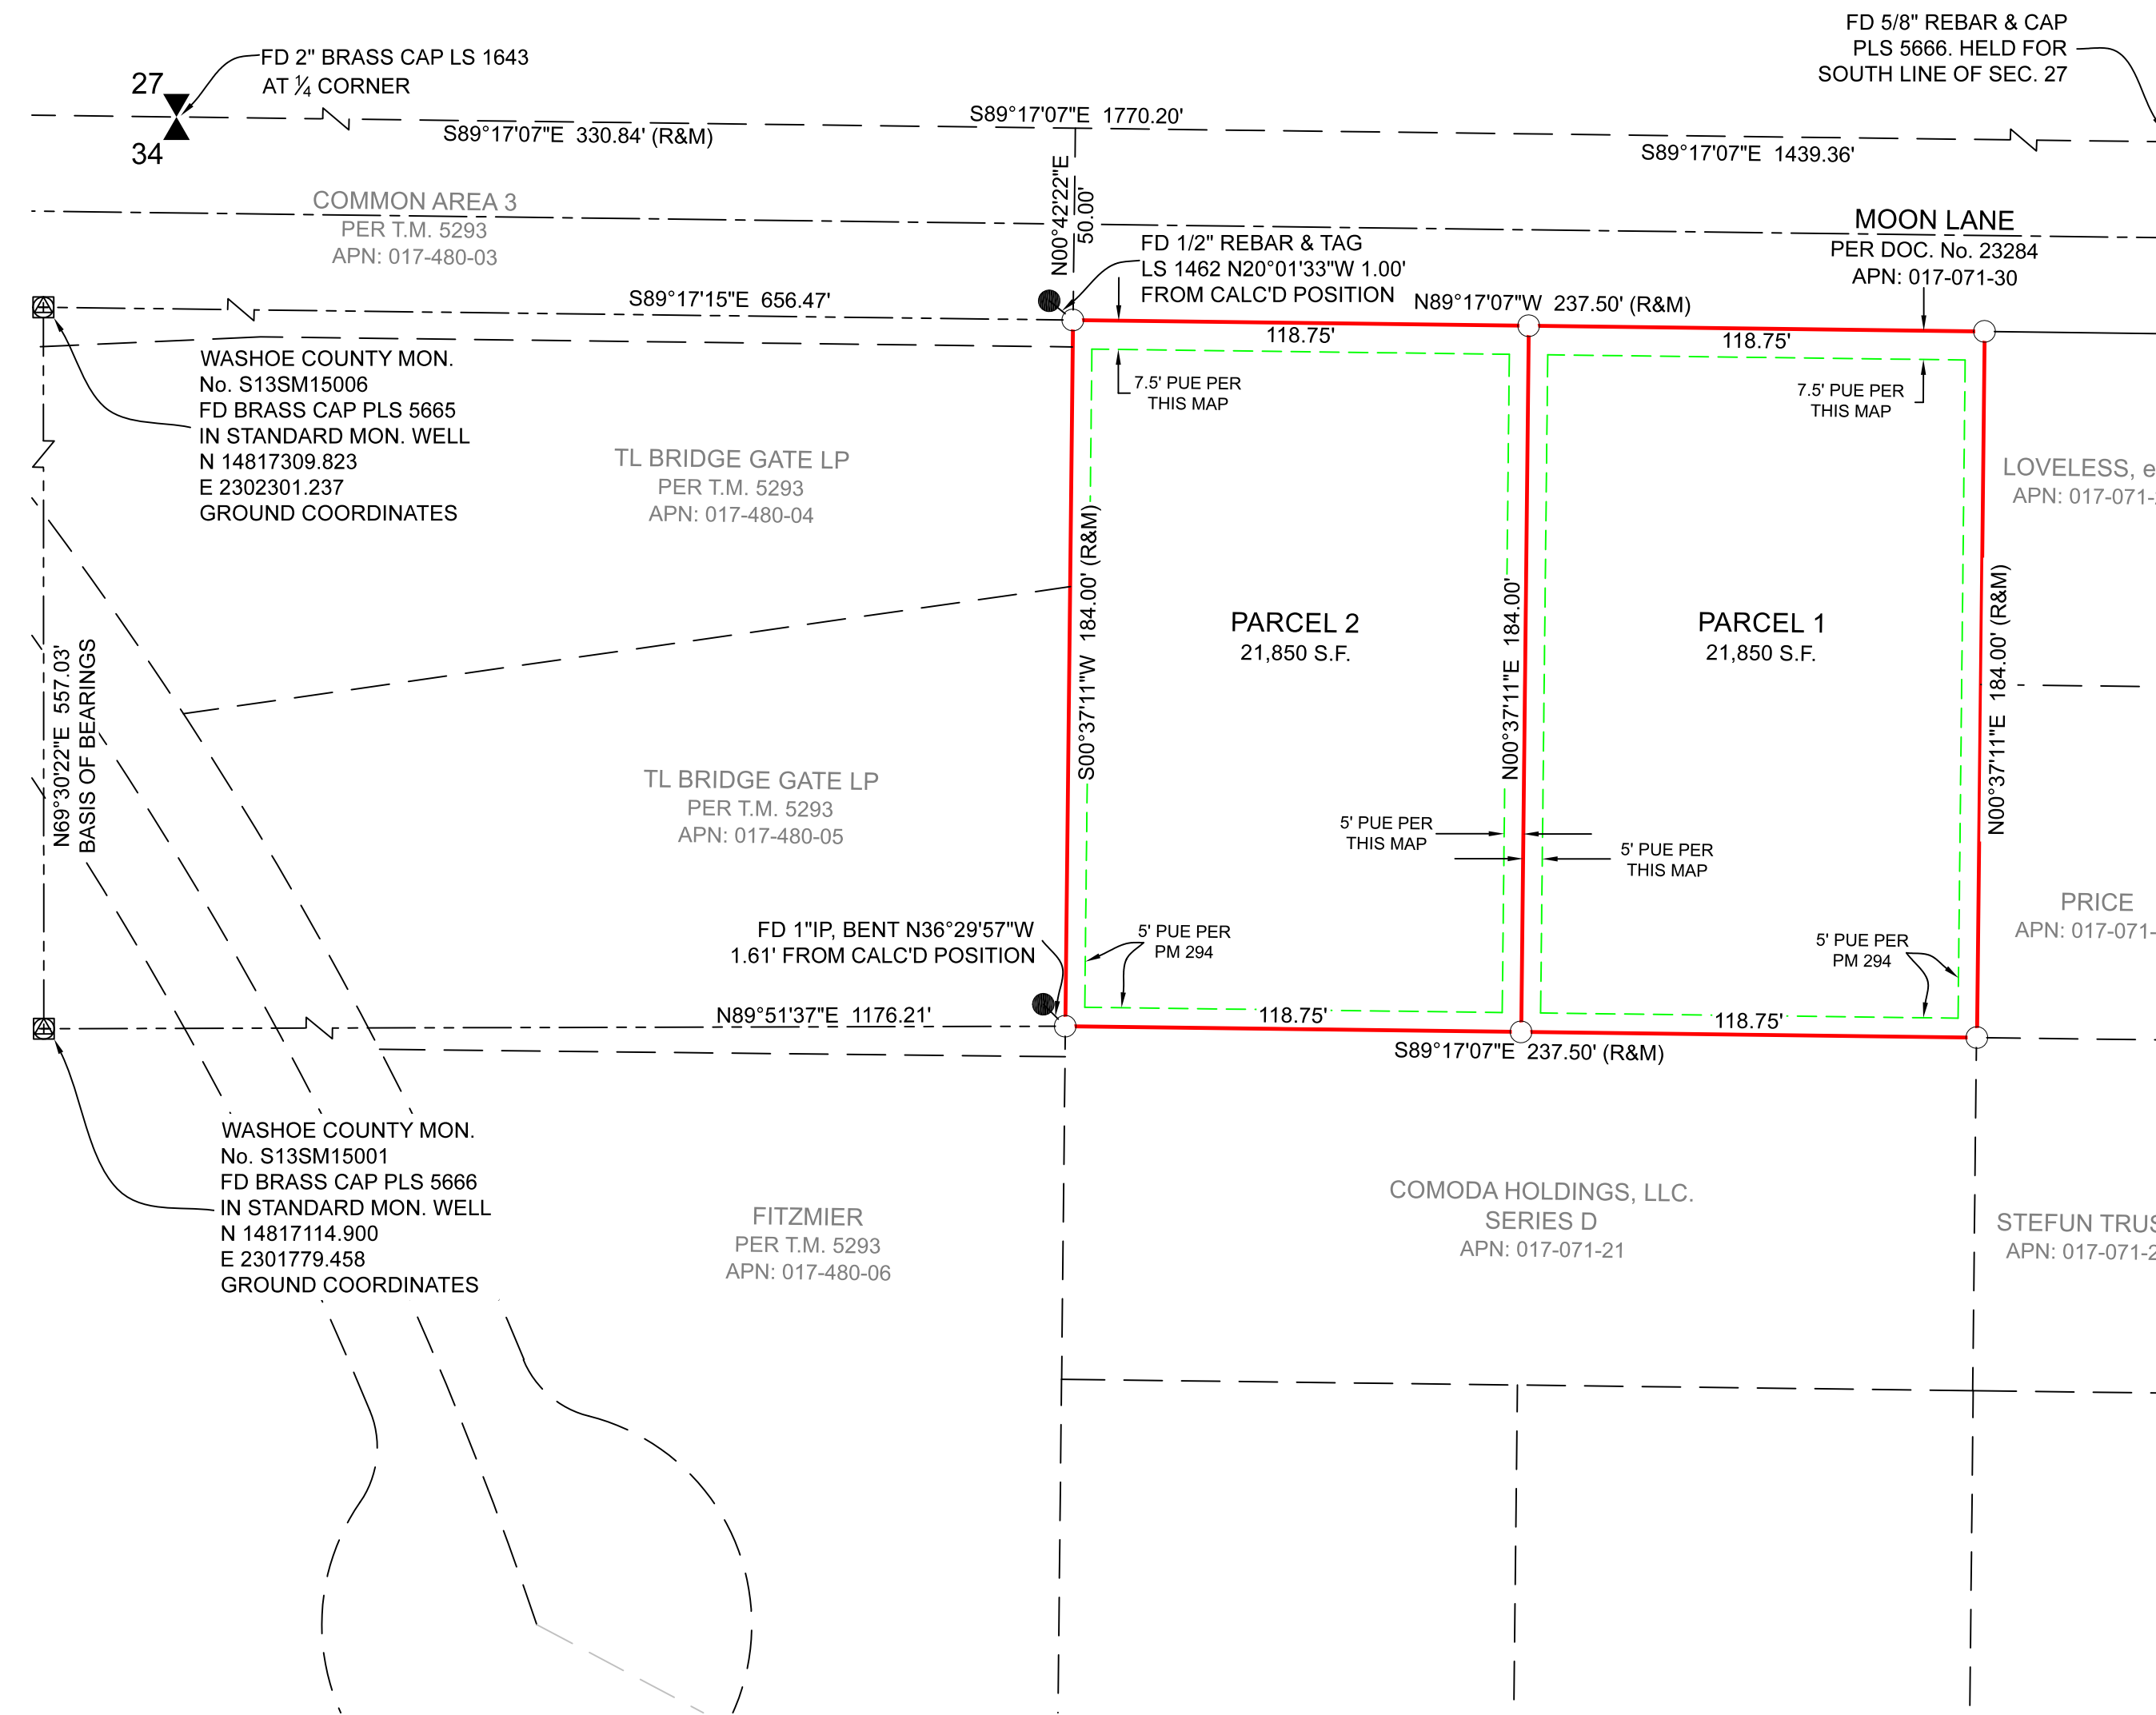 FD 5/8" REBAR & CAP
PLS 5666. HELD FOR
SOUTH LINE OF SEC. 27
FD 2" BRASS CAP LS 1643
AT ¼ CORNER
27
34
S89°17'07"E 1770.20'
S89°17'07"E 330.84' (R&M)
S89°17'07"E 1439.36'
N00°42'22"E
50.00'
COMMON AREA 3
PER T.M. 5293
APN: 017-480-03
MOON LANE
PER DOC. No. 23284
APN: 017-071-30
FD 1/2" REBAR & TAG
LS 1462 N20°01'33"W 1.00'
FROM CALC'D POSITION
S89°17'15"E 656.47'
N89°17'07"W 237.50' (R&M)
118.75'
118.75'
WASHOE COUNTY MON.
No. S13SM15006
FD BRASS CAP PLS 5665
IN STANDARD MON. WELL
N 14817309.823
E 2302301.237
GROUND COORDINATES
7.5' PUE PER
THIS MAP
7.5' PUE PER
THIS MAP
TL BRIDGE GATE LP
PER T.M. 5293
APN: 017-480-04
LOVELESS, e
APN: 017-071-
S00°37'11"W 184.00' (R&M)
N00°37'11"E 184.00'
N00°37'11"E 184.00' (R&M)
PARCEL 2
21,850 S.F.
PARCEL 1
21,850 S.F.
N69°30'22"E 557.03'
BASIS OF BEARINGS
TL BRIDGE GATE LP
PER T.M. 5293
APN: 017-480-05
5' PUE PER
THIS MAP
5' PUE PER
THIS MAP
PRICE
APN: 017-071-
FD 1"IP, BENT N36°29'57"W
1.61' FROM CALC'D POSITION
5' PUE PER
PM 294
5' PUE PER
PM 294
N89°51'37"E 1176.21'
118.75'
118.75'
S89°17'07"E 237.50' (R&M)
WASHOE COUNTY MON.
No. S13SM15001
FD BRASS CAP PLS 5666
IN STANDARD MON. WELL
N 14817114.900
E 2301779.458
GROUND COORDINATES
FITZMIER
PER T.M. 5293
APN: 017-480-06
COMODA HOLDINGS, LLC.
SERIES D
APN: 017-071-21
STEFUN TRUS
APN: 017-071-2